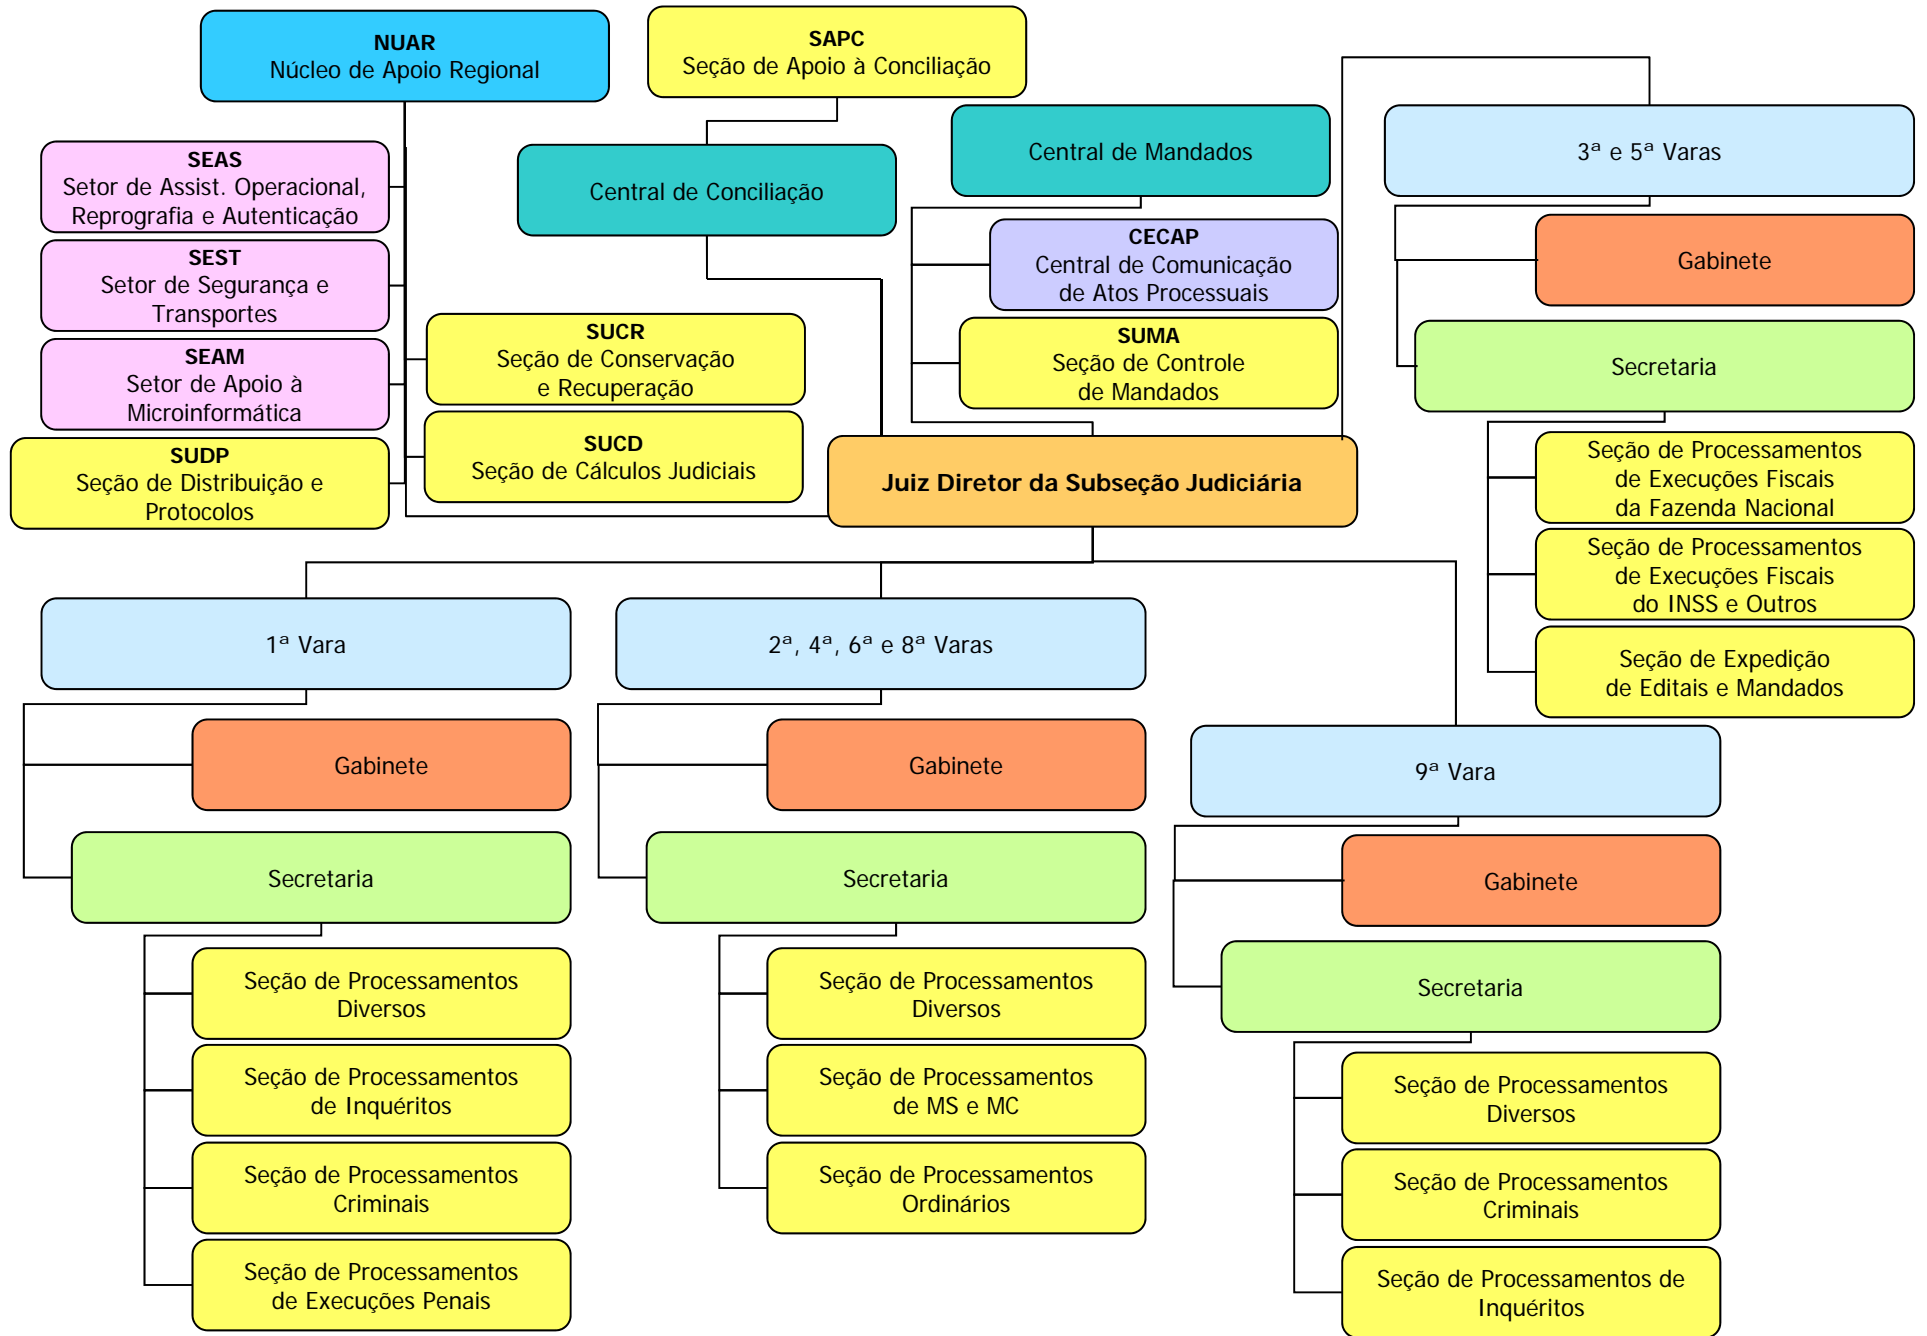 NUAR
Núcleo de Apoio Regional
SAPC
Seção de Apoio à Conciliação
Central de Mandados
3ª e 5ª Varas
SEAS
Setor de Assist. Operacional,
Reprografia e Autenticação
Central de Conciliação
CECAP
Central de Comunicação
de Atos Processuais
Gabinete
SEST
Setor de Segurança e
Transportes
SUCR
Seção de Conservação
e Recuperação
SUMA
Seção de Controle
de Mandados
Secretaria
SEAM
Setor de Apoio à
Microinformática
SUCD
Seção de Cálculos Judiciais
SUDP
Seção de Distribuição e
Protocolos
Juiz Diretor da Subseção Judiciária
Seção de Processamentos
de Execuções Fiscais
da Fazenda Nacional
Seção de Processamentos
de Execuções Fiscais
do INSS e Outros
Seção de Expedição
de Editais e Mandados
1ª Vara
Gabinete
Secretaria
Seção de Processamentos
Diversos
Seção de Processamentos
de Inquéritos
Seção de Processamentos
Criminais
Seção de Processamentos
de Execuções Penais
2ª, 4ª, 6ª e 8ª Varas
Gabinete
Secretaria
Seção de Processamentos
Diversos
Seção de Processamentos
de MS e MC
Seção de Processamentos
Ordinários
9ª Vara
Gabinete
Secretaria
Seção de Processamentos
Diversos
Seção de Processamentos
Criminais
Seção de Processamentos de
Inquéritos